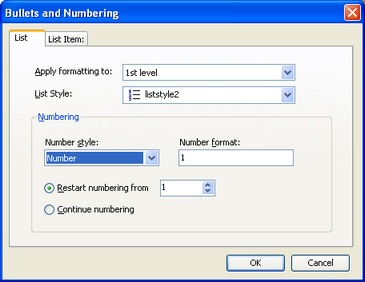 Bullets and Numbering
List
List Item:
Apply formatting to:
1st level
List Style:
liststyle2
Numbering
Number style:
Number format:
Number
1
Restart numbering from
1
Continue numbering
OK
Cancel